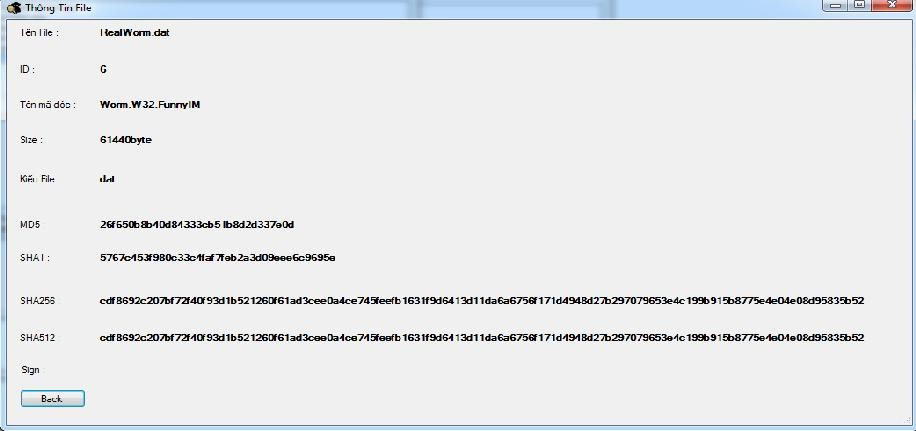 Thông Tin File
Tên File : RealWorm.dat
ID : 6
Tên mã độc : Worm.W32.FunnyIM
Size : 61440byte
Kiểu File dat
MD5 : 26f650b8b40d84333cb51b8d2d337e0d
SHA1 : 5767c453f980c33c4faf7feb2a3d09eee6c9695e
SHA256 : cdf8692c207bf72f40f93d1b521260f61ad3cee0a4ce745feefb1631f9d6413d11da6a6756f171d4948d27b297079653e4c199b915b8775e4e04e08d95835b52
SHA512 : cdf8692c207bf72f40f93d1b521260f61ad3cee0a4ce745feefb1631f9d6413d11da6a6756f171d4948d27b297079653e4c199b915b8775e4e04e08d95835b52
Sign :
Back